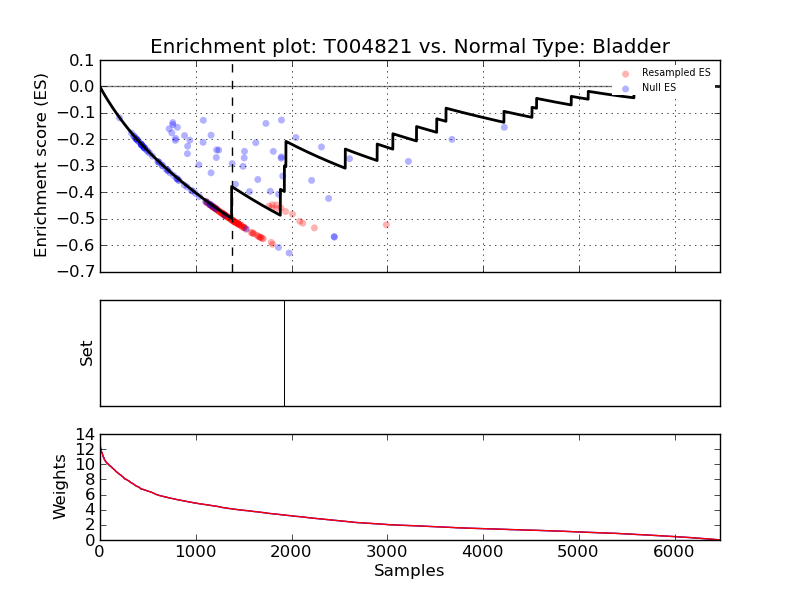 Enrichment plot: T004821 vs. Normal Type: Bladder
Enrichment score (ES)
0.1
0.0
−0.1
−0.2
−0.3
−0.4
−0.5
−0.6
−0.7
Resampled ES
Null ES
Set
Weights
14
12
10
8
6
4
2
0
0 1000 2000 3000 4000 5000 6000
Samples